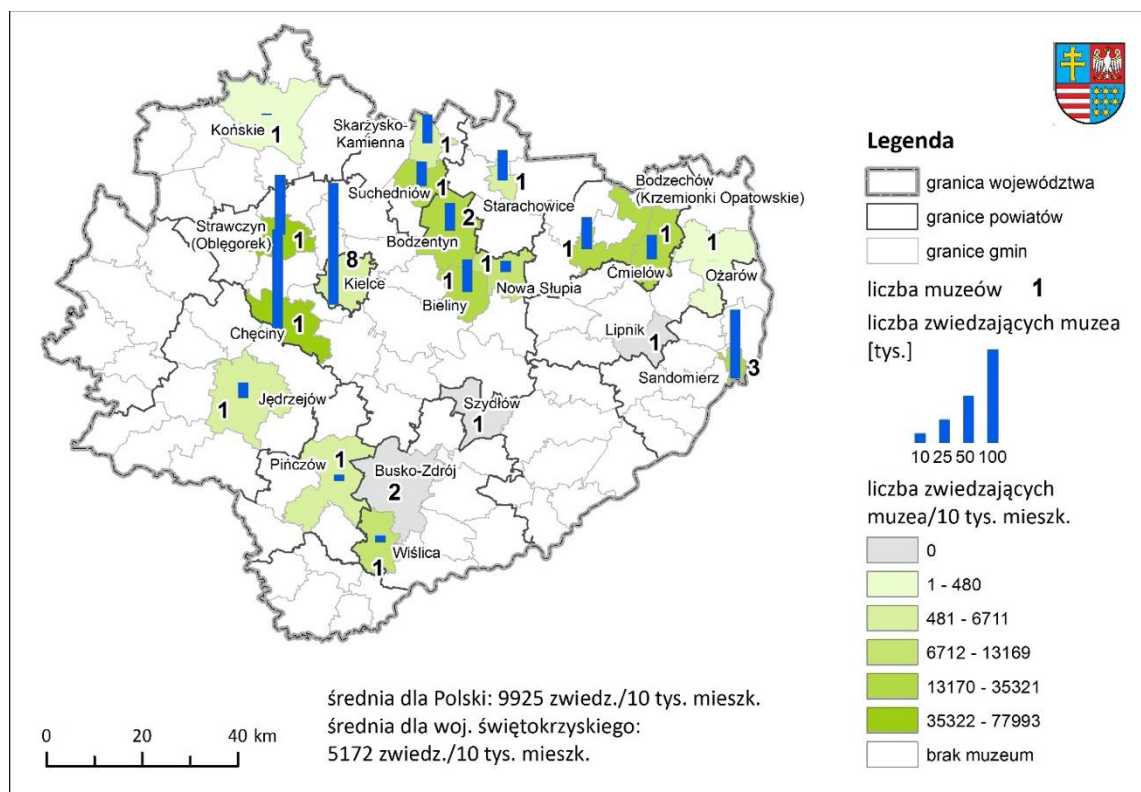 Końskie
1
Skarżysko-
Kamienna
1
Suchedniów
1
Starachowice
1
Bodzechów
(Krzemionki Opatowskie)
Strawczyn
(Oblęgorek)
1
8
Kielce
2
Bodzentyn
1
Bieliny
1
Nowa Słupia
1
1
Ćmielów
1
Ożarów
Chęciny
1
Lipnik
1
Sandomierz
3
Jędrzejów
1
Szydłów
1
Pińczów
1
Busko-Zdrój
2
Wiślica
1
Legenda
granica województwa
granice powiatów
granice gmin
liczba muzeów 1
liczba zwiedzających muzea
[tys.]
10 25 50 100
liczba zwiedzających
muzea/10 tys. mieszk.
0
1 - 480
481 - 6711
6712 - 13169
13170 - 35321
35322 - 77993
brak muzeum
średnia dla Polski: 9925 zwiedz./10 tys. mieszk.
średnia dla woj. świętokrzyskiego:
5172 zwiedz./10 tys. mieszk.
0 20 40 km